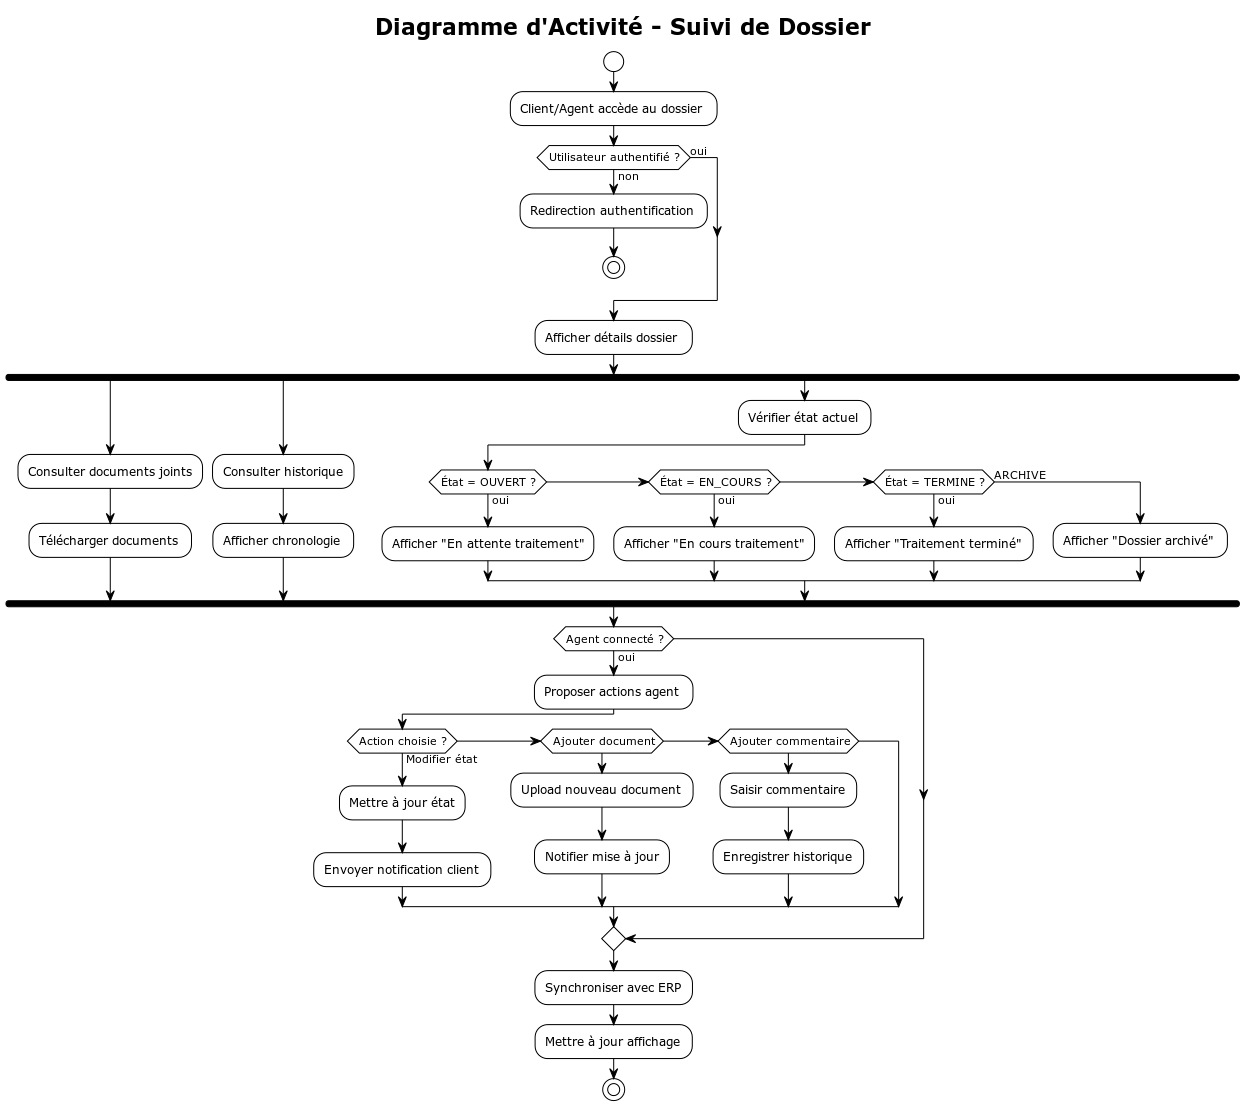 Diagramme d'Activité - Suivi de Dossier
Client/Agent accède au dossier
Utilisateur authentifié ?
oui
non
Redirection authentification
Afficher détails dossier
Vérifier état actuel
Consulter documents joints
Consulter historique
État = OUVERT ?
oui
État = EN_COURS ?
oui
État = TERMINE ?
oui
ARCHIVE
Télécharger documents
Afficher chronologie
Afficher "En attente traitement"
Afficher "En cours traitement"
Afficher "Traitement terminé"
Afficher "Dossier archivé"
Agent connecté ?
oui
Proposer actions agent
Action choisie ?
Modifier état
Ajouter document
Ajouter commentaire
Mettre à jour état
Upload nouveau document
Saisir commentaire
Envoyer notification client
Notifier mise à jour
Enregistrer historique
Synchroniser avec ERP
Mettre à jour affichage